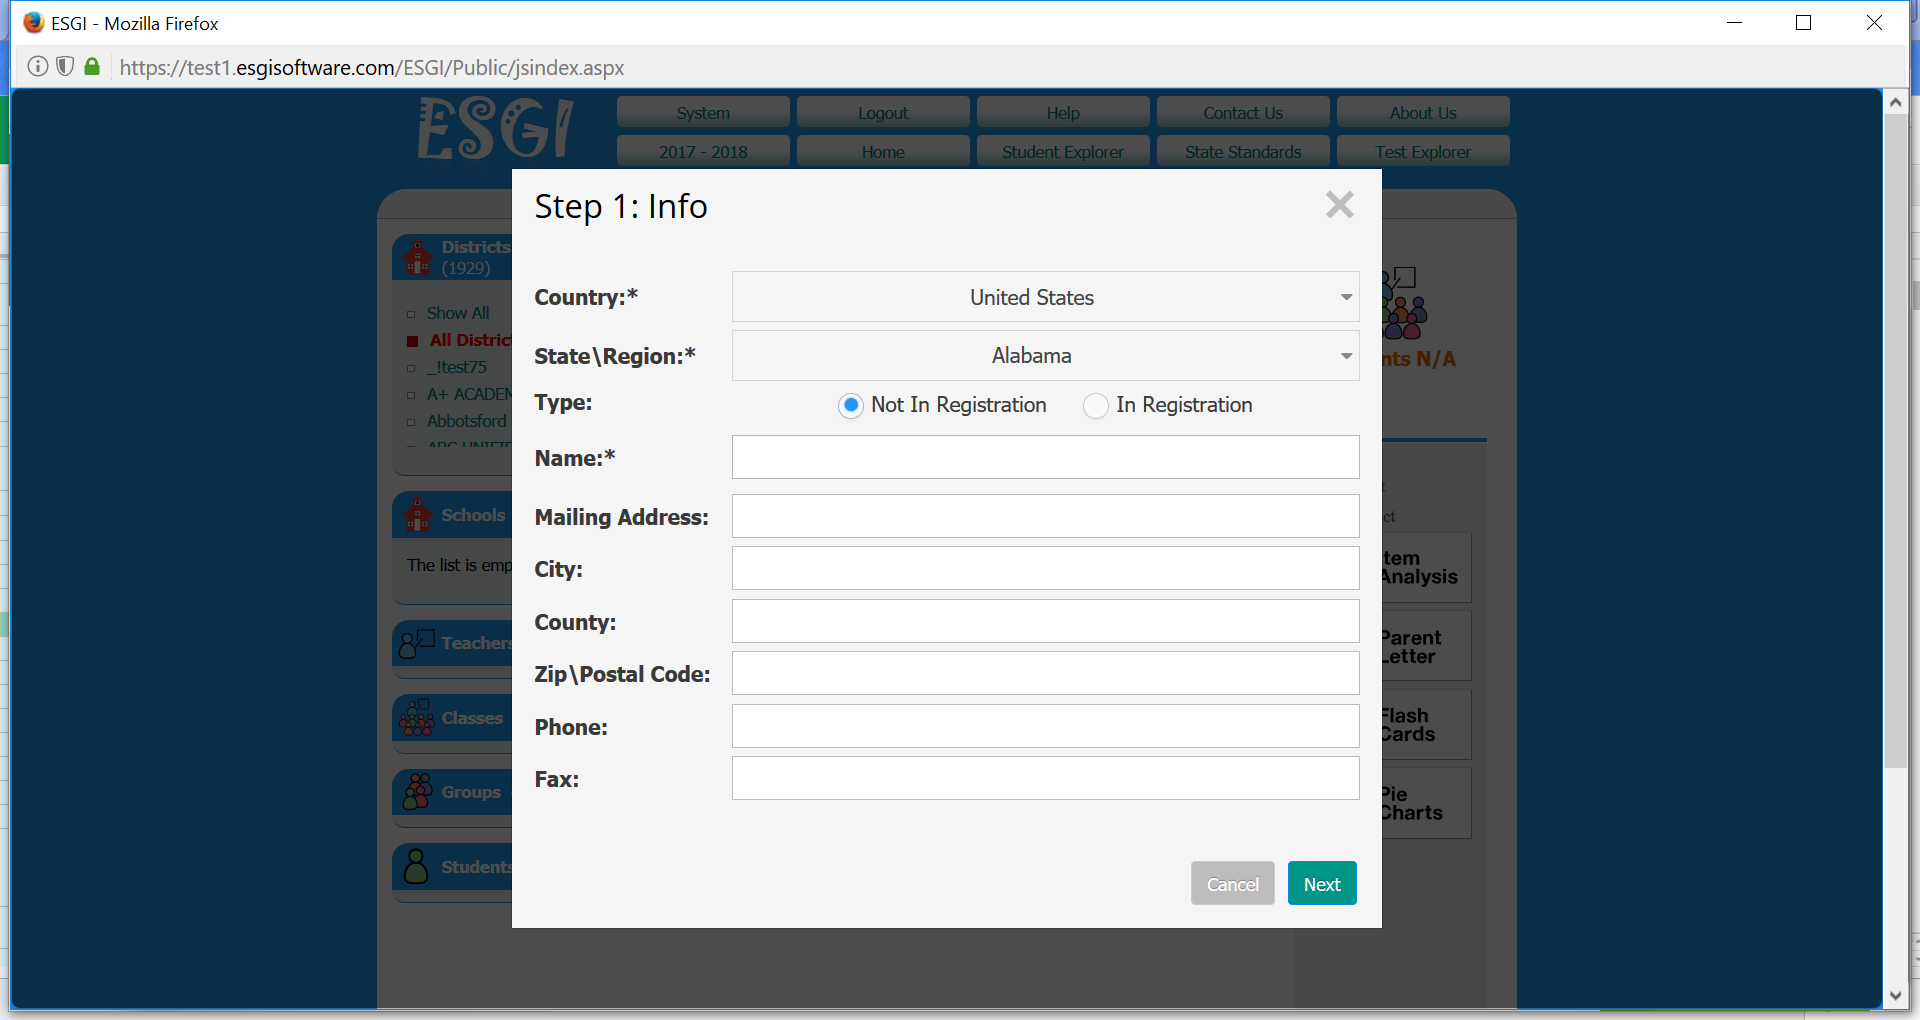 ESGI - Mozilla Firefox
https://test1.esgisoftware.com/ESGI/Public/jsindex.aspx
ESGI
System
Logout
Help
Contact Us
About Us
2017 - 2018
Home
Student Explorer
State Standards
Test Explorer
Step 1: Info
Country:*
United States
State\Region:*
Alabama
Type:
Not In Registration
In Registration
Name:*
Mailing Address:
City:
County:
Zip\Postal Code:
Phone:
Fax:
Cancel
Next
Districts
(1929)
Show All
All District
_!test75
A+ ACADEM
Abbotsford
Schools
The list is emp
Teachers
Classes
Groups
Students
nts N/A
ct
tem
Analysis
Parent
Letter
Flash
Cards
Pie
Charts